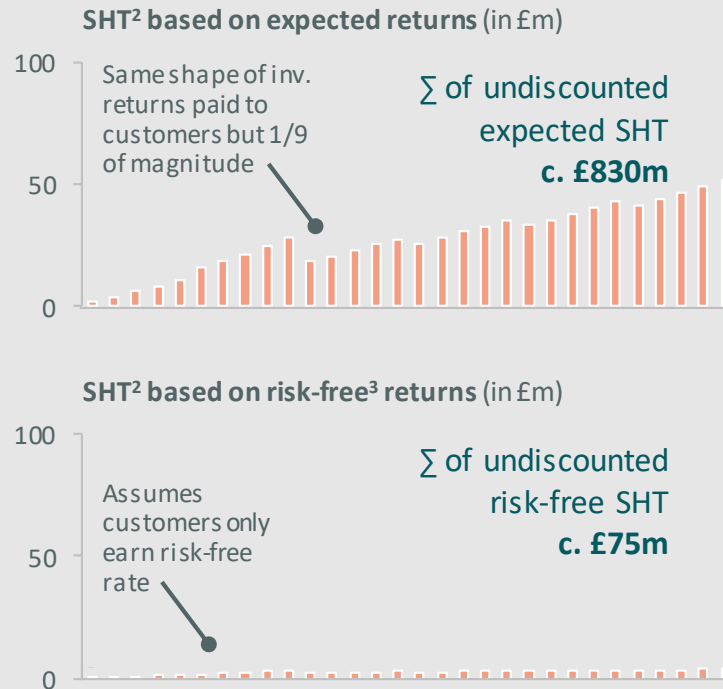 SHT² based on expected returns (in £m)
100
Same shape of inv.
returns paid to
customers but 1/9
of magnitude
∑ of undiscounted
expected SHT
c. £830m
50
0
SHT² based on risk-free³ returns (in £m)
100
Assumes
customers only
earn risk-free
rate
∑ of undiscounted
risk-free SHT
c. £75m
50
0